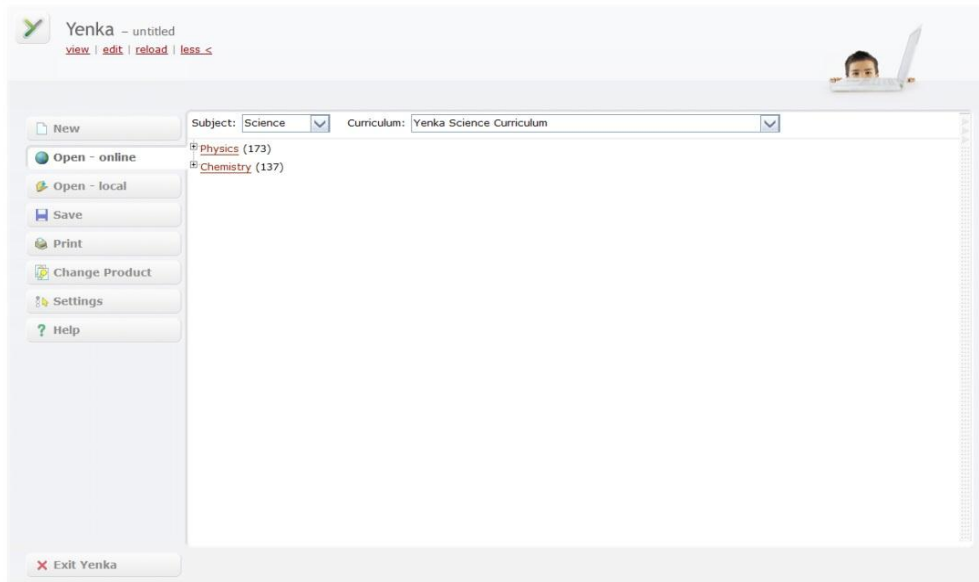 Yenka – untitled
view | edit | reload | less <
New
Open - online
Open - local
Save
Print
Change Product
Settings
? Help
Exit Yenka
Subject: Science Curriculum: Yenka Science Curriculum
Physics (173)
Chemistry (137)